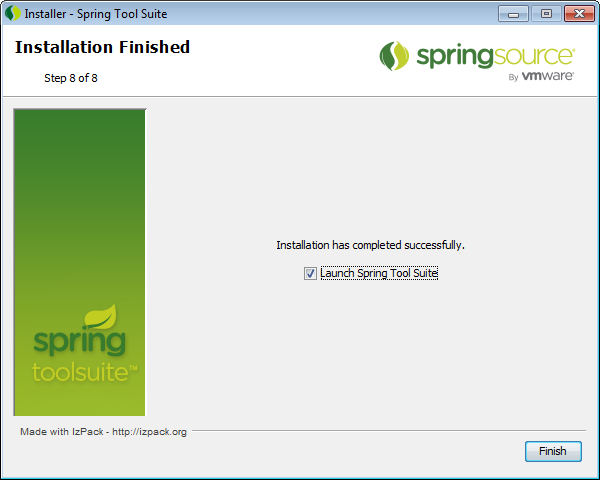 Installer - Spring Tool Suite
Installation Finished
Step 8 of 8
springsource
By vmware
Installation has completed successfully.
Launch Spring Tool Suite
spring
toolsuite™
Made with IzPack - http://izpack.org
Finish